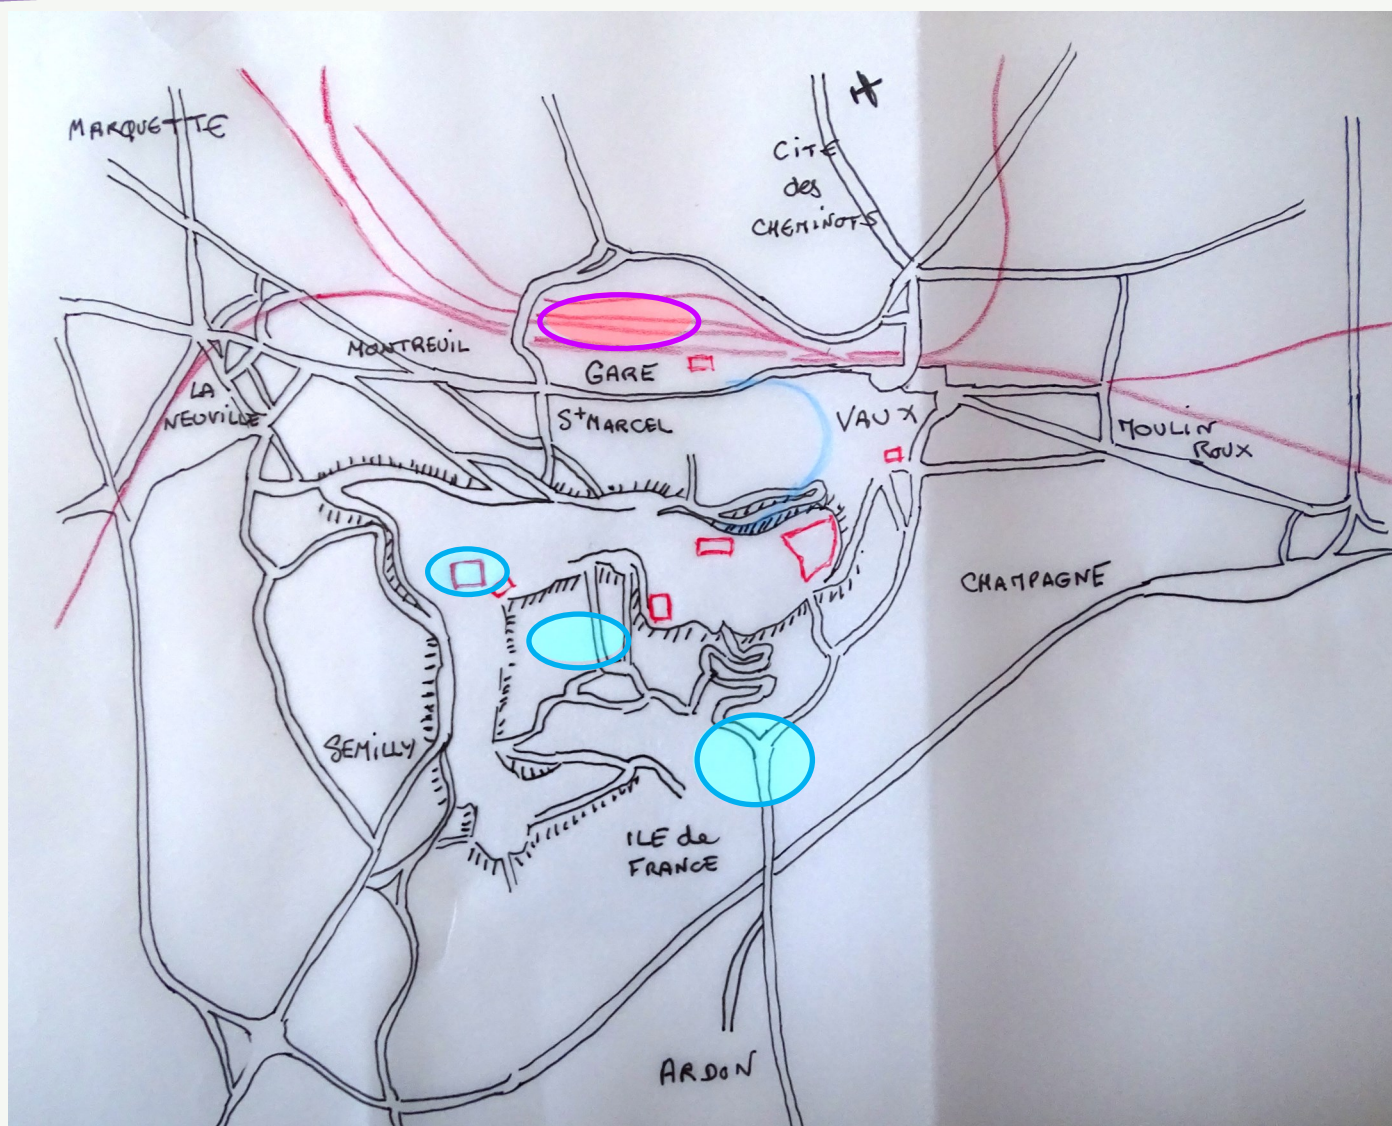 MARQUETTE
CITE
des
CHEMINOTS
MONTREUIL
GARE
LA
NEUVILLE
St MARCEL
VAUX
MOULIN
ROUX
CHAMPAGNE
SEMILLY
ILE de
FRANCE
ARDON